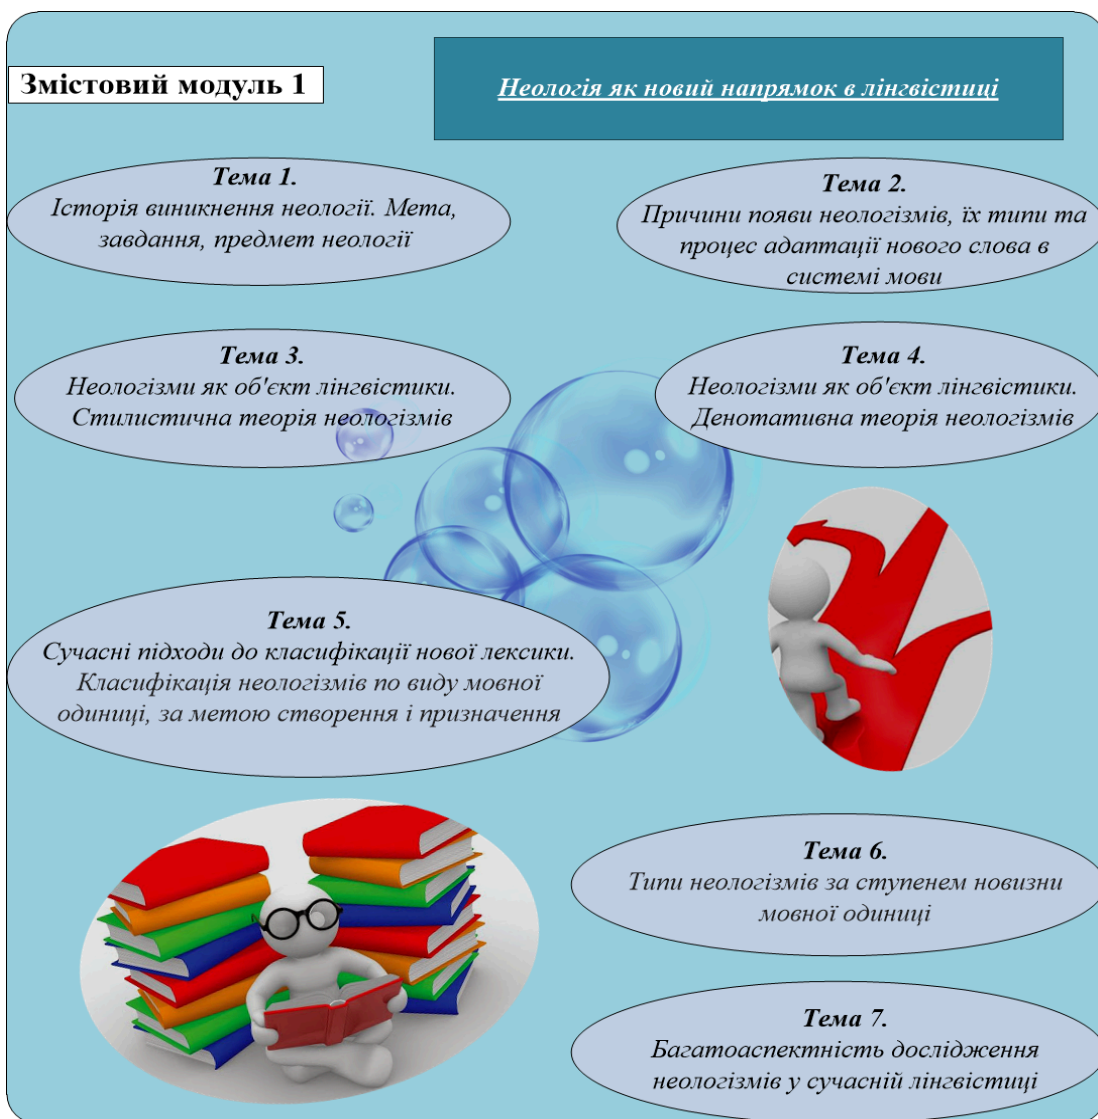 Змістовий модуль 1
Неологія як новий напрямок в лінгвістиці
Тема 1.
Історія виникнення неології. Мета,
завдання, предмет неології
Тема 2.
Причини появи неологізмів, їх типи та
процес адаптації нового слова в
системі мови
Тема 3.
Неологізми як об'єкт лінгвістики.
Стилистична теорія неологізмів
Тема 4.
Неологізми як об'єкт лінгвістики.
Денотативна теорія неологізмів
Тема 5.
Сучасні підходи до класифікації нової лексики.
Класифікація неологізмів по виду мовної
одиниці, за метою створення і призначення
Тема 6.
Типи неологізмів за ступенем новизни
мовної одиниці
Тема 7.
Багатоаспектність дослідження
неологізмів у сучасній лінгвістиці